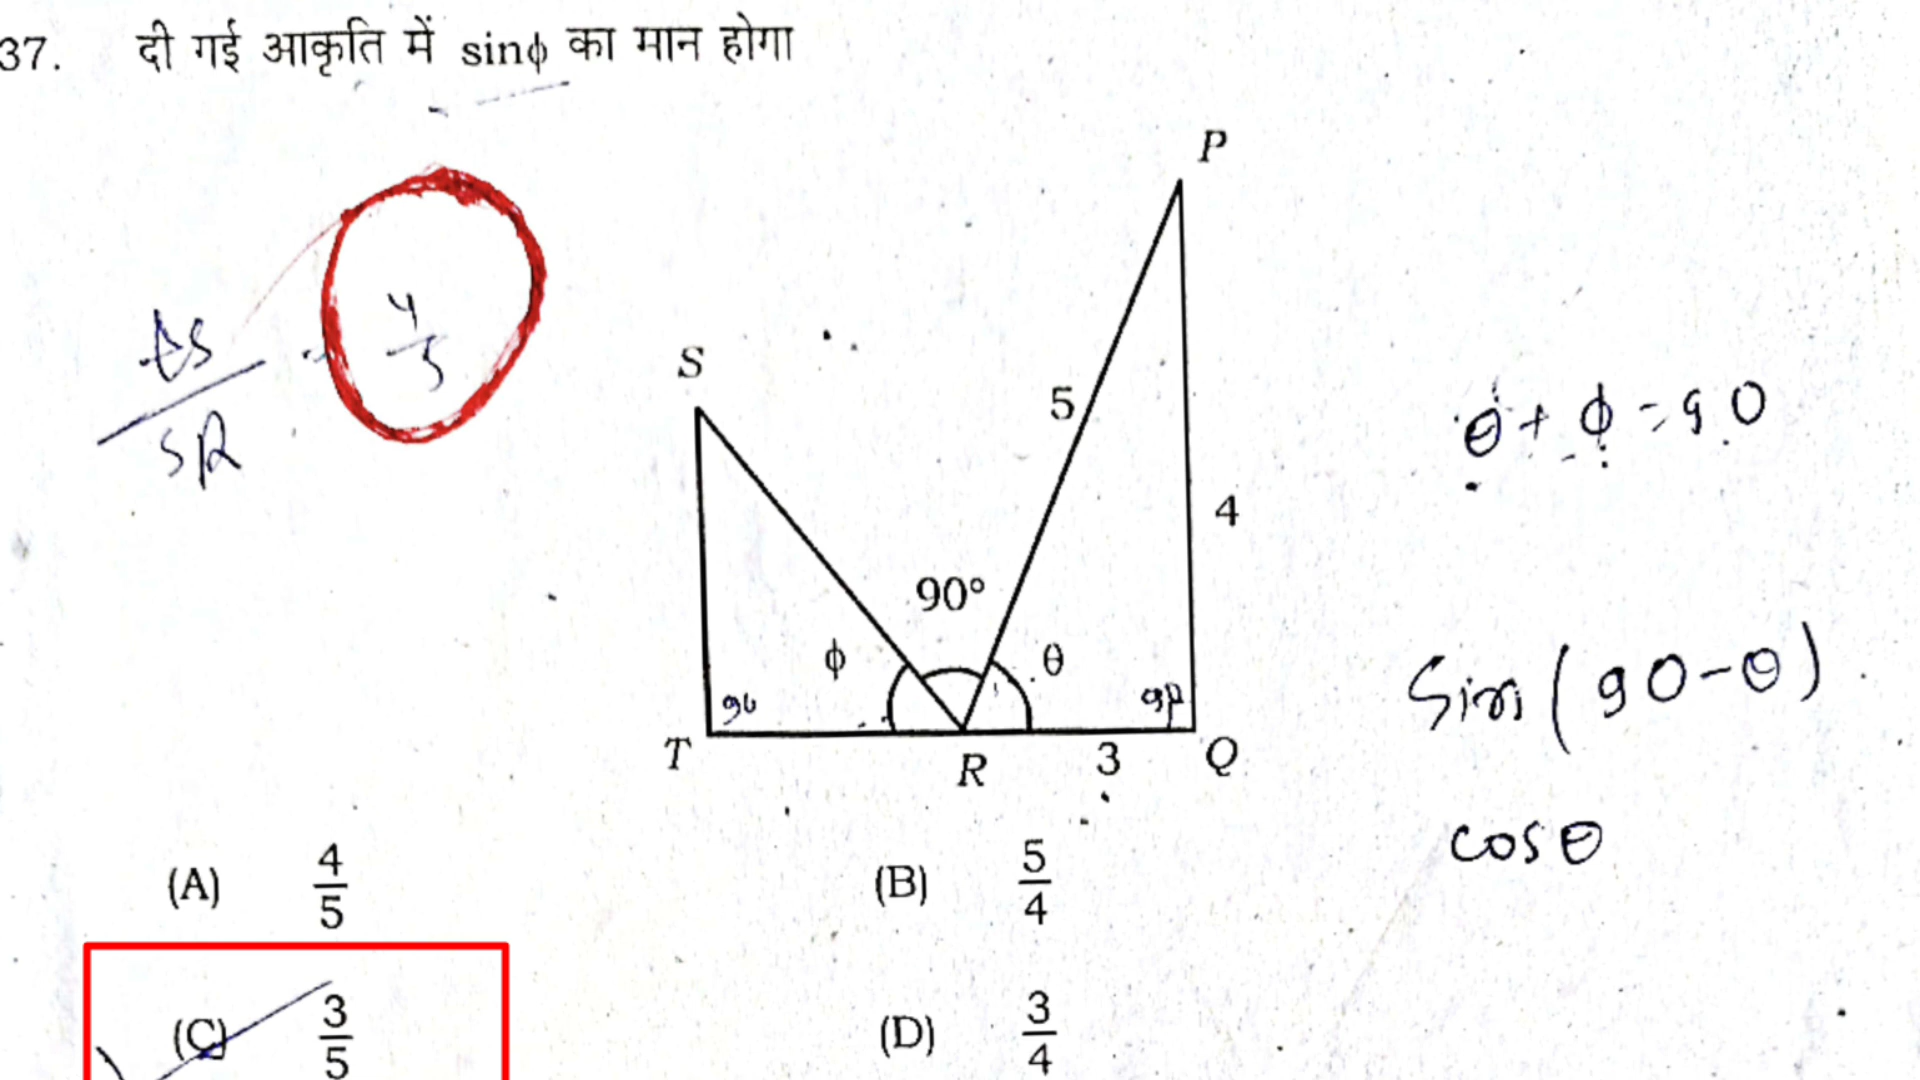 37. दी गई आकृति में sinϕ का मान होगा
P
S
5
4
ts
SR
4
5
θ + ϕ = 90
90°
ϕ
θ
90
90
T
R
3
Q
Sin (90-θ)
cosθ
(A) 4/5
(B) 5/4
(C) 3/5
(D) 3/4